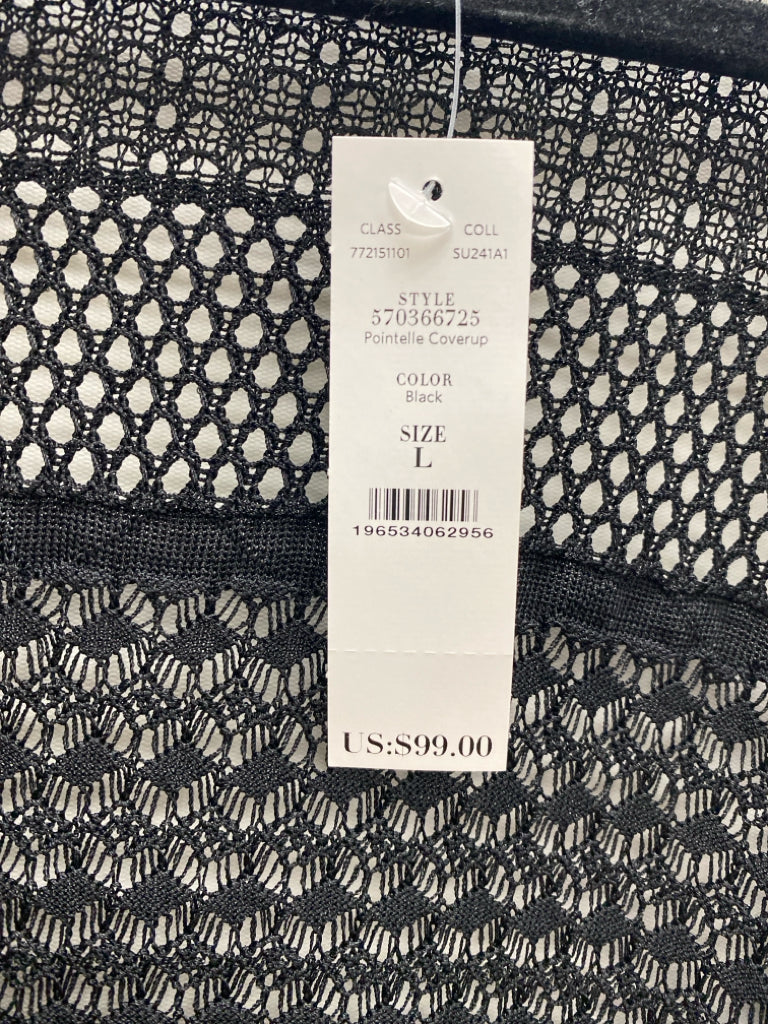 CLASS COLL
772151101 SU241A1
STYLE
570366725
Pointelle Coverup
COLOR
Black
SIZE
L
196534062956
US:$99.00